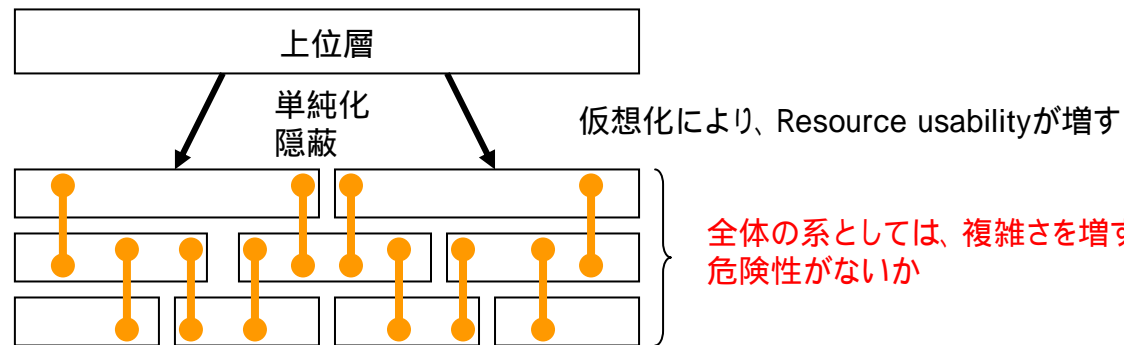 上位層
単純化
隠蔽
仮想化により、Resource usabilityが増す
全体の系としては、複雑さを増す
危険性がないか